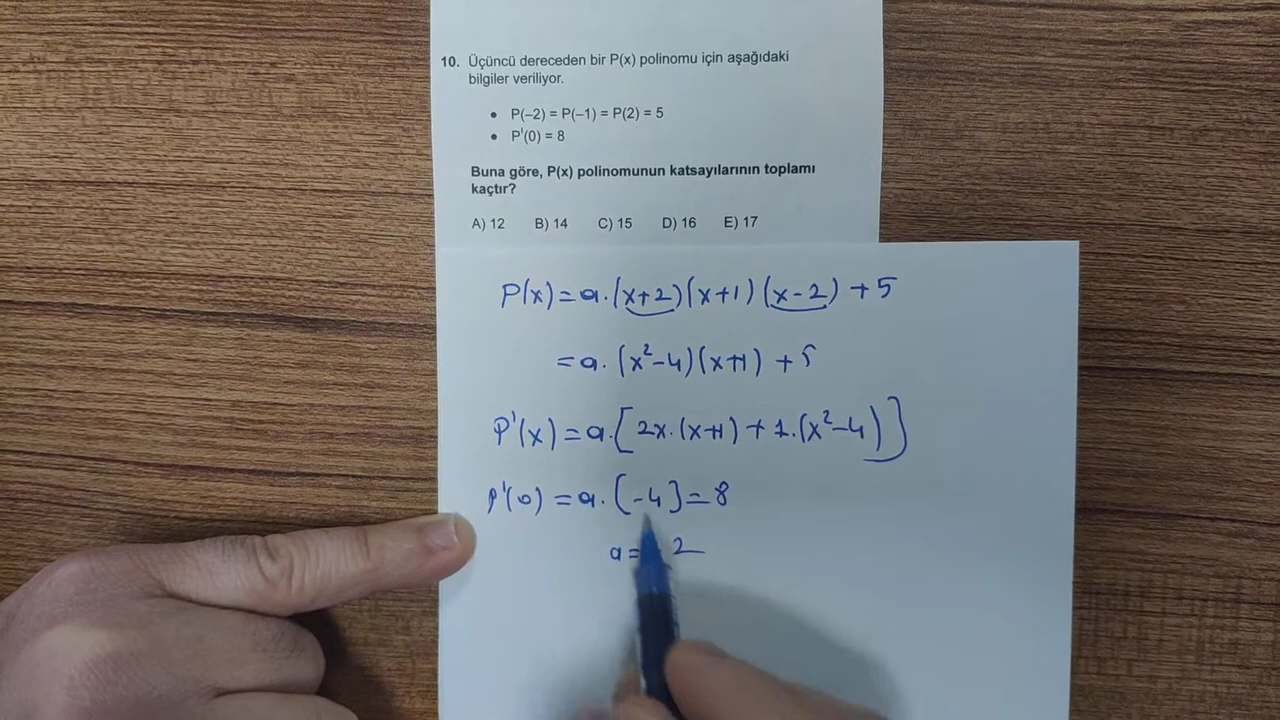 10. Üçüncü dereceden bir P(x) polinomu için aşağıdaki
bilgiler veriliyor.
• P(–2) = P(–1) = P(2) = 5
• P'(0) = 8
Buna göre, P(x) polinomunun katsayılarının toplamı
kaçtır?
A) 12 B) 14 C) 15 D) 16 E) 17
P(x) = a.(x+2)(x+1)(x-2) + 5
= a.(x²-4)(x+1) + 5
P'(x) = a.[2x.(x+1) + 1.(x²-4)]
P'(0) = a.[-4] = 8
a = 2